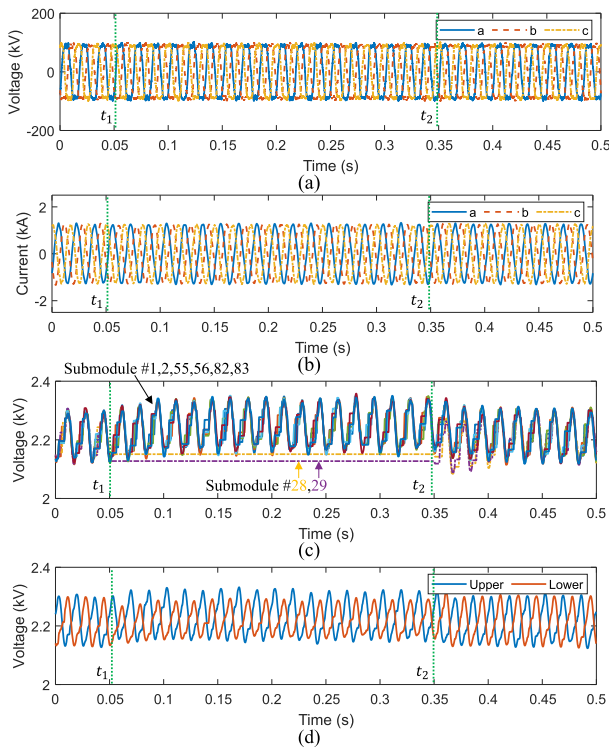 200
0
-200
Voltage (kV)
a b c
t1
t2
0 0.05 0.1 0.15 0.2 0.25 0.3 0.35 0.4 0.45 0.5
Time (s)
(a)
2
0
-2
Current (kA)
a b c
t1
t2
0 0.05 0.1 0.15 0.2 0.25 0.3 0.35 0.4 0.45 0.5
Time (s)
(b)
Submodule #1,2,55,56,82,83
2.4
2.2
2
Voltage (kV)
t1
Submodule #28,29
t2
0 0.05 0.1 0.15 0.2 0.25 0.3 0.35 0.4 0.45 0.5
Time (s)
(c)
2.4
2.2
2
Voltage (kV)
Upper Lower
t1
t2
0 0.05 0.1 0.15 0.2 0.25 0.3 0.35 0.4 0.45 0.5
Time (s)
(d)